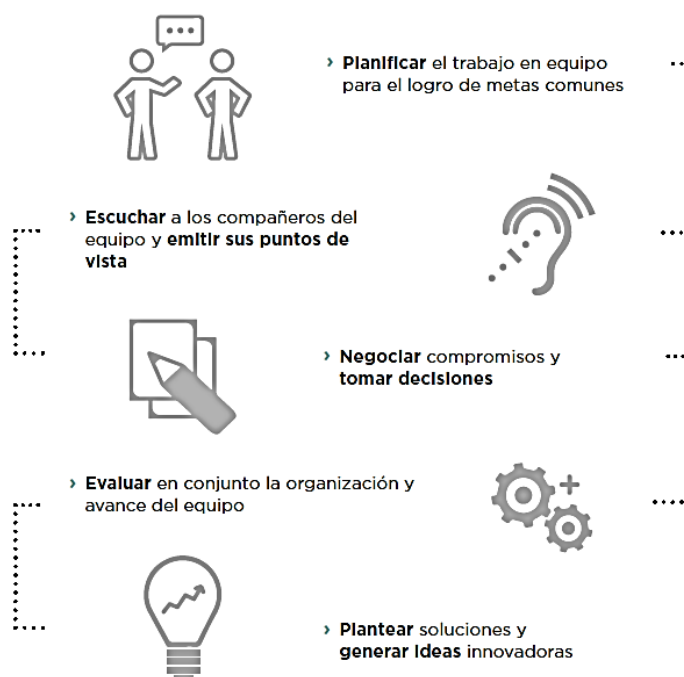 › Planificar el trabajo en equipo
para el logro de metas comunes
› Escuchar a los compañeros del
equipo y emitir sus puntos de
vista
› Negociar compromisos y
tomar decisiones
› Evaluar en conjunto la organización y
avance del equipo
› Plantear soluciones y
generar ideas innovadoras